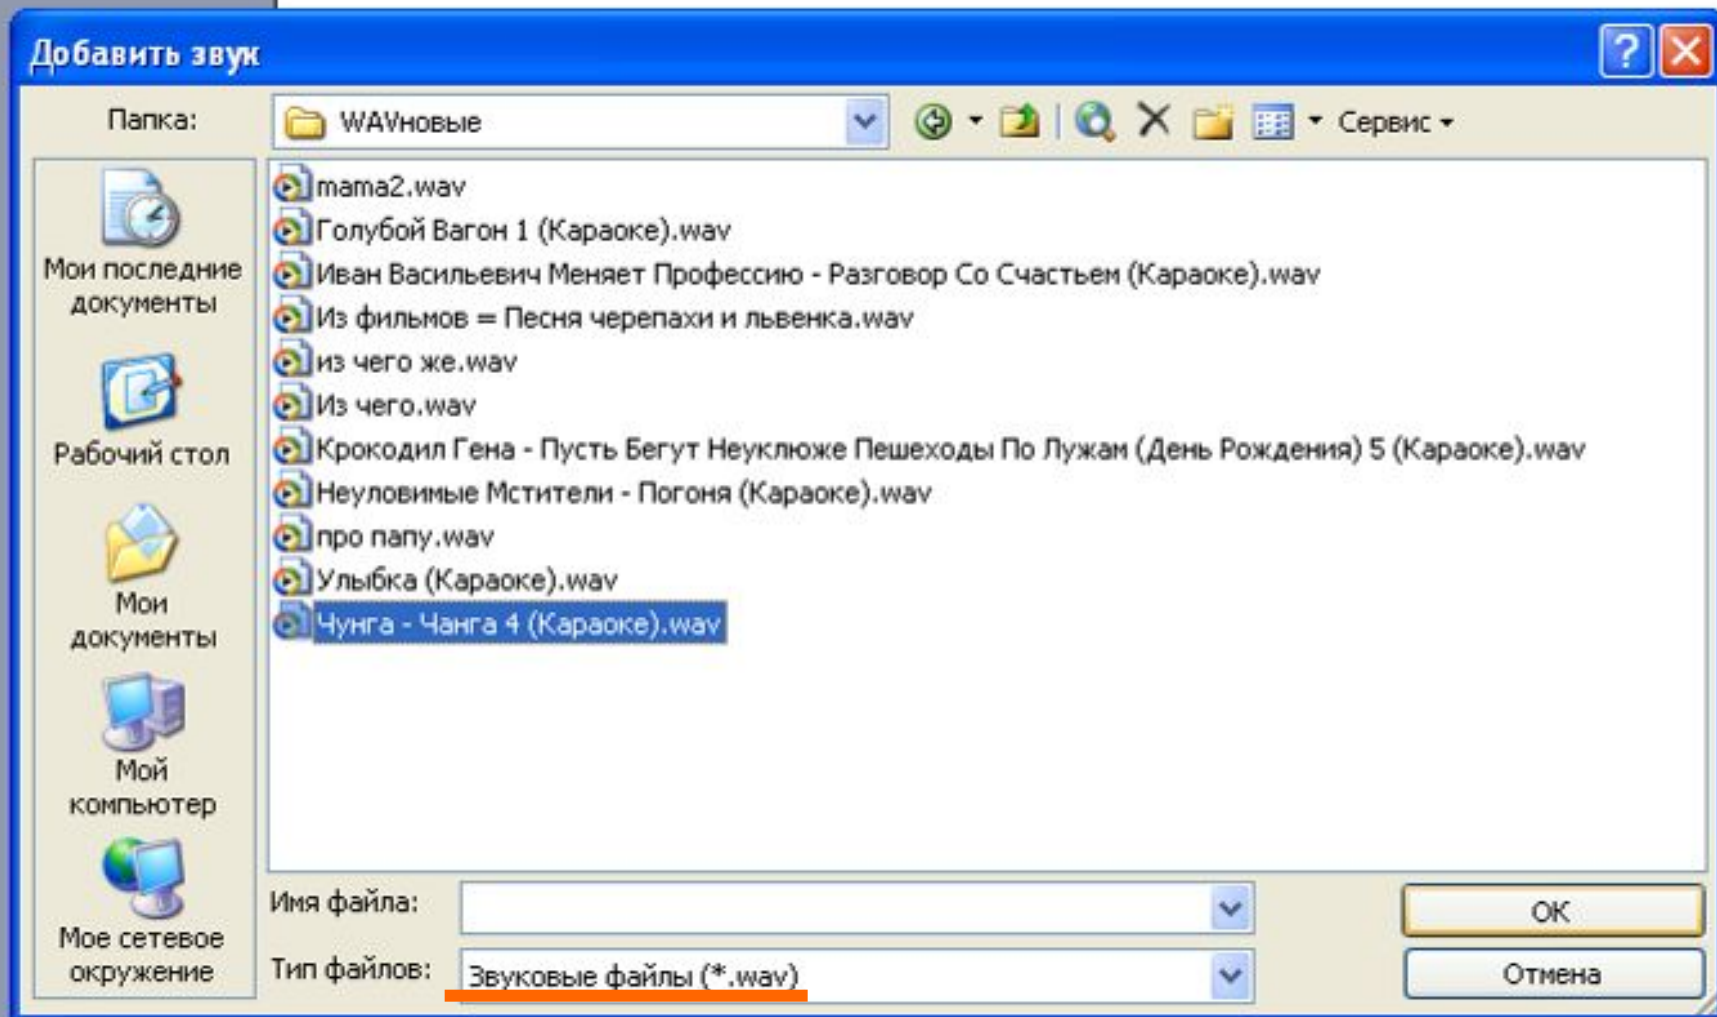 Добавить звук
Папка:
WAVновые
Сервис
Мои последние
документы
Рабочий стол
Мои
документы
Мой
компьютер
Мое сетевое
окружение
mama2.wav
Голубой Вагон 1 (Караоке).wav
Иван Васильевич Меняет Профессию - Разговор Со Счастьем (Караоке).wav
Из фильмов = Песня черепахи и львенка.wav
из чего же.wav
Из чего.wav
Крокодил Гена - Пусть Бегут Неуклюже Пешеходы По Лужам (День Рождения) 5 (Караоке).wav
Неуловимые Мстители - Погоня (Караоке).wav
про папу.wav
Улыбка (Караоке).wav
Чунга - Чанга 4 (Караоке).wav
Имя файла:
ОК
Тип файлов:
Звуковые файлы (*.wav)
Отмена